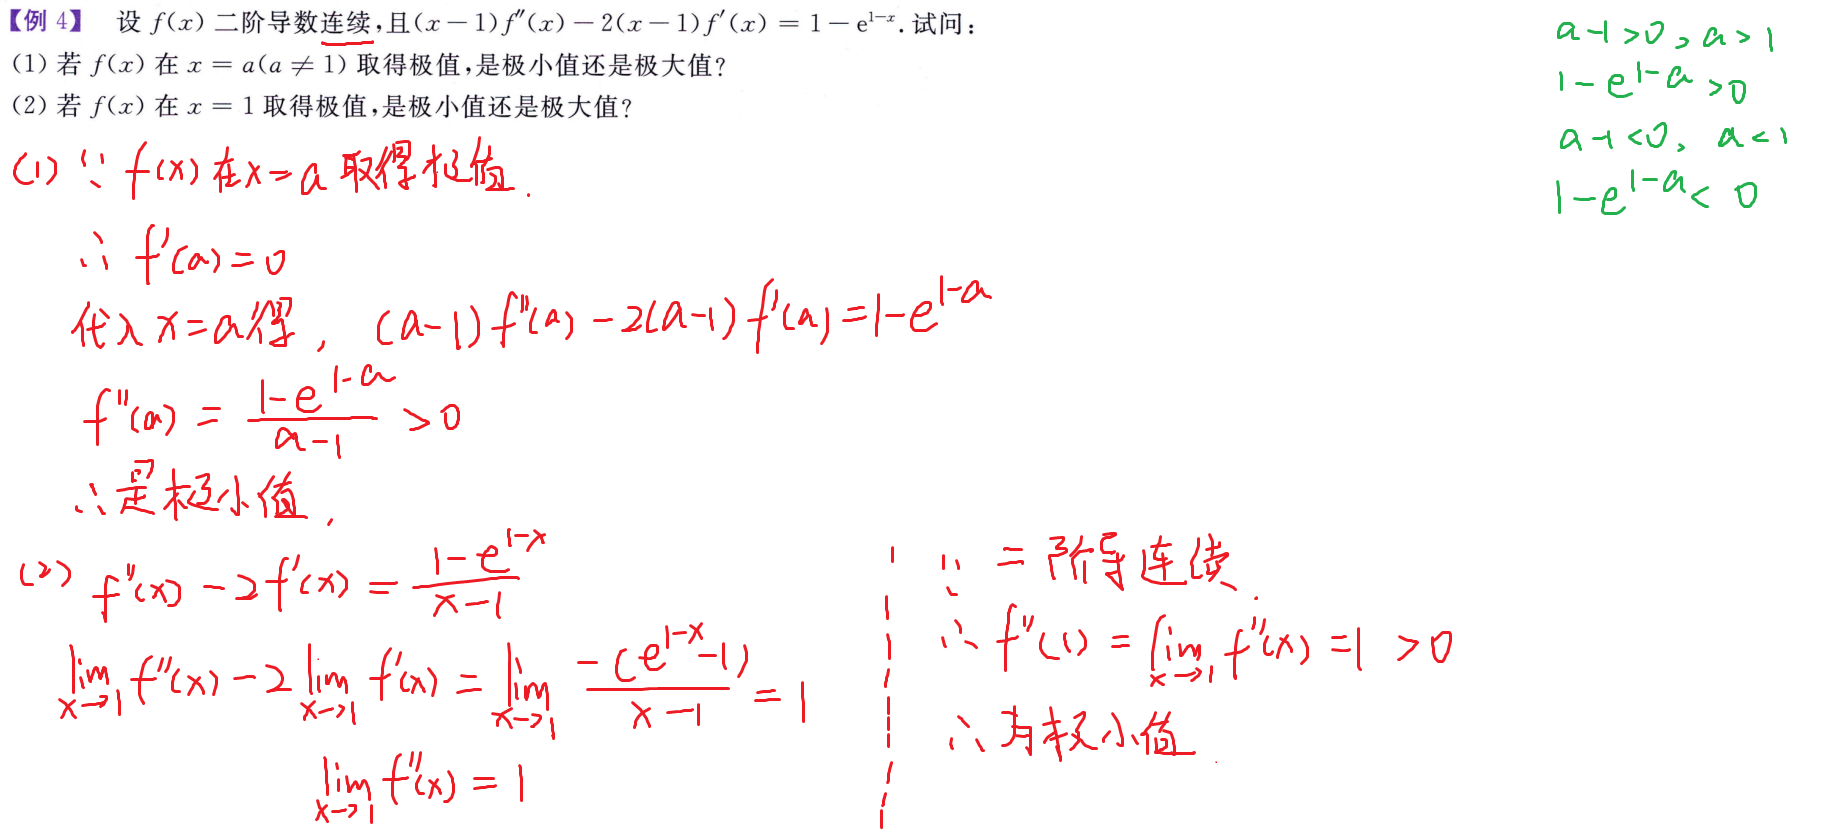 【例 4】 设 f(x) 二阶导数连续,且(x－1)f″(x)－2(x－1)f′(x)＝1－e^{1-x}.试问:
(1) 若 f(x) 在 x＝a(a≠1) 取得极值,是极小值还是极大值?
(2) 若 f(x) 在 x＝1 取得极值,是极小值还是极大值?
a-1>0, a>1
1-e^{1-a}>0
a-1<0, a<1
1-e^{1-a}<0
(1) ∵ f(x) 在x=a 取得极值.
∴ f′(a)=0
代入 x=a得, (a-1)f″(a)-2(a-1)f′(a)=1-e^{1-a}
f″(a) = \frac{1-e^{1-a}}{a-1} >0
∴是极小值,
(2) f″(x)-2f′(x) = \frac{1-e^{1-x}}{x-1}
\lim_{x→1} f″(x)-2\lim_{x→1} f′(x) = \lim_{x→1} \frac{-(e^{1-x}-1)}{x-1} = 1
\lim_{x→1} f″(x) = 1
∵ 二阶导连续.
∴ f″(1) = \lim_{x→1} f″(x) =1 >0
∴ 为极小值.